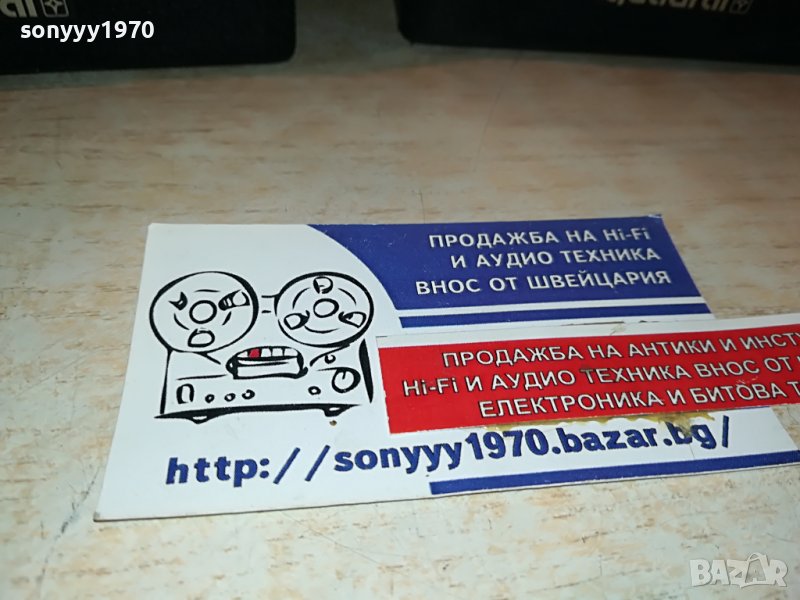 sonyyy1970
ПРОДАЖБА НА Hi-Fi
И АУДИО ТЕХНИКА
ВНОС ОТ ШВЕЙЦАРИЯ
ПРОДАЖБА НА АНТИКИ И
Hi-Fi И АУДИО ТЕХНИКА ВНОС ОТ
ЕЛЕКТРОНИКА И БИТОВА
http://sonyyy1970.bazar.bg/
BAZAR